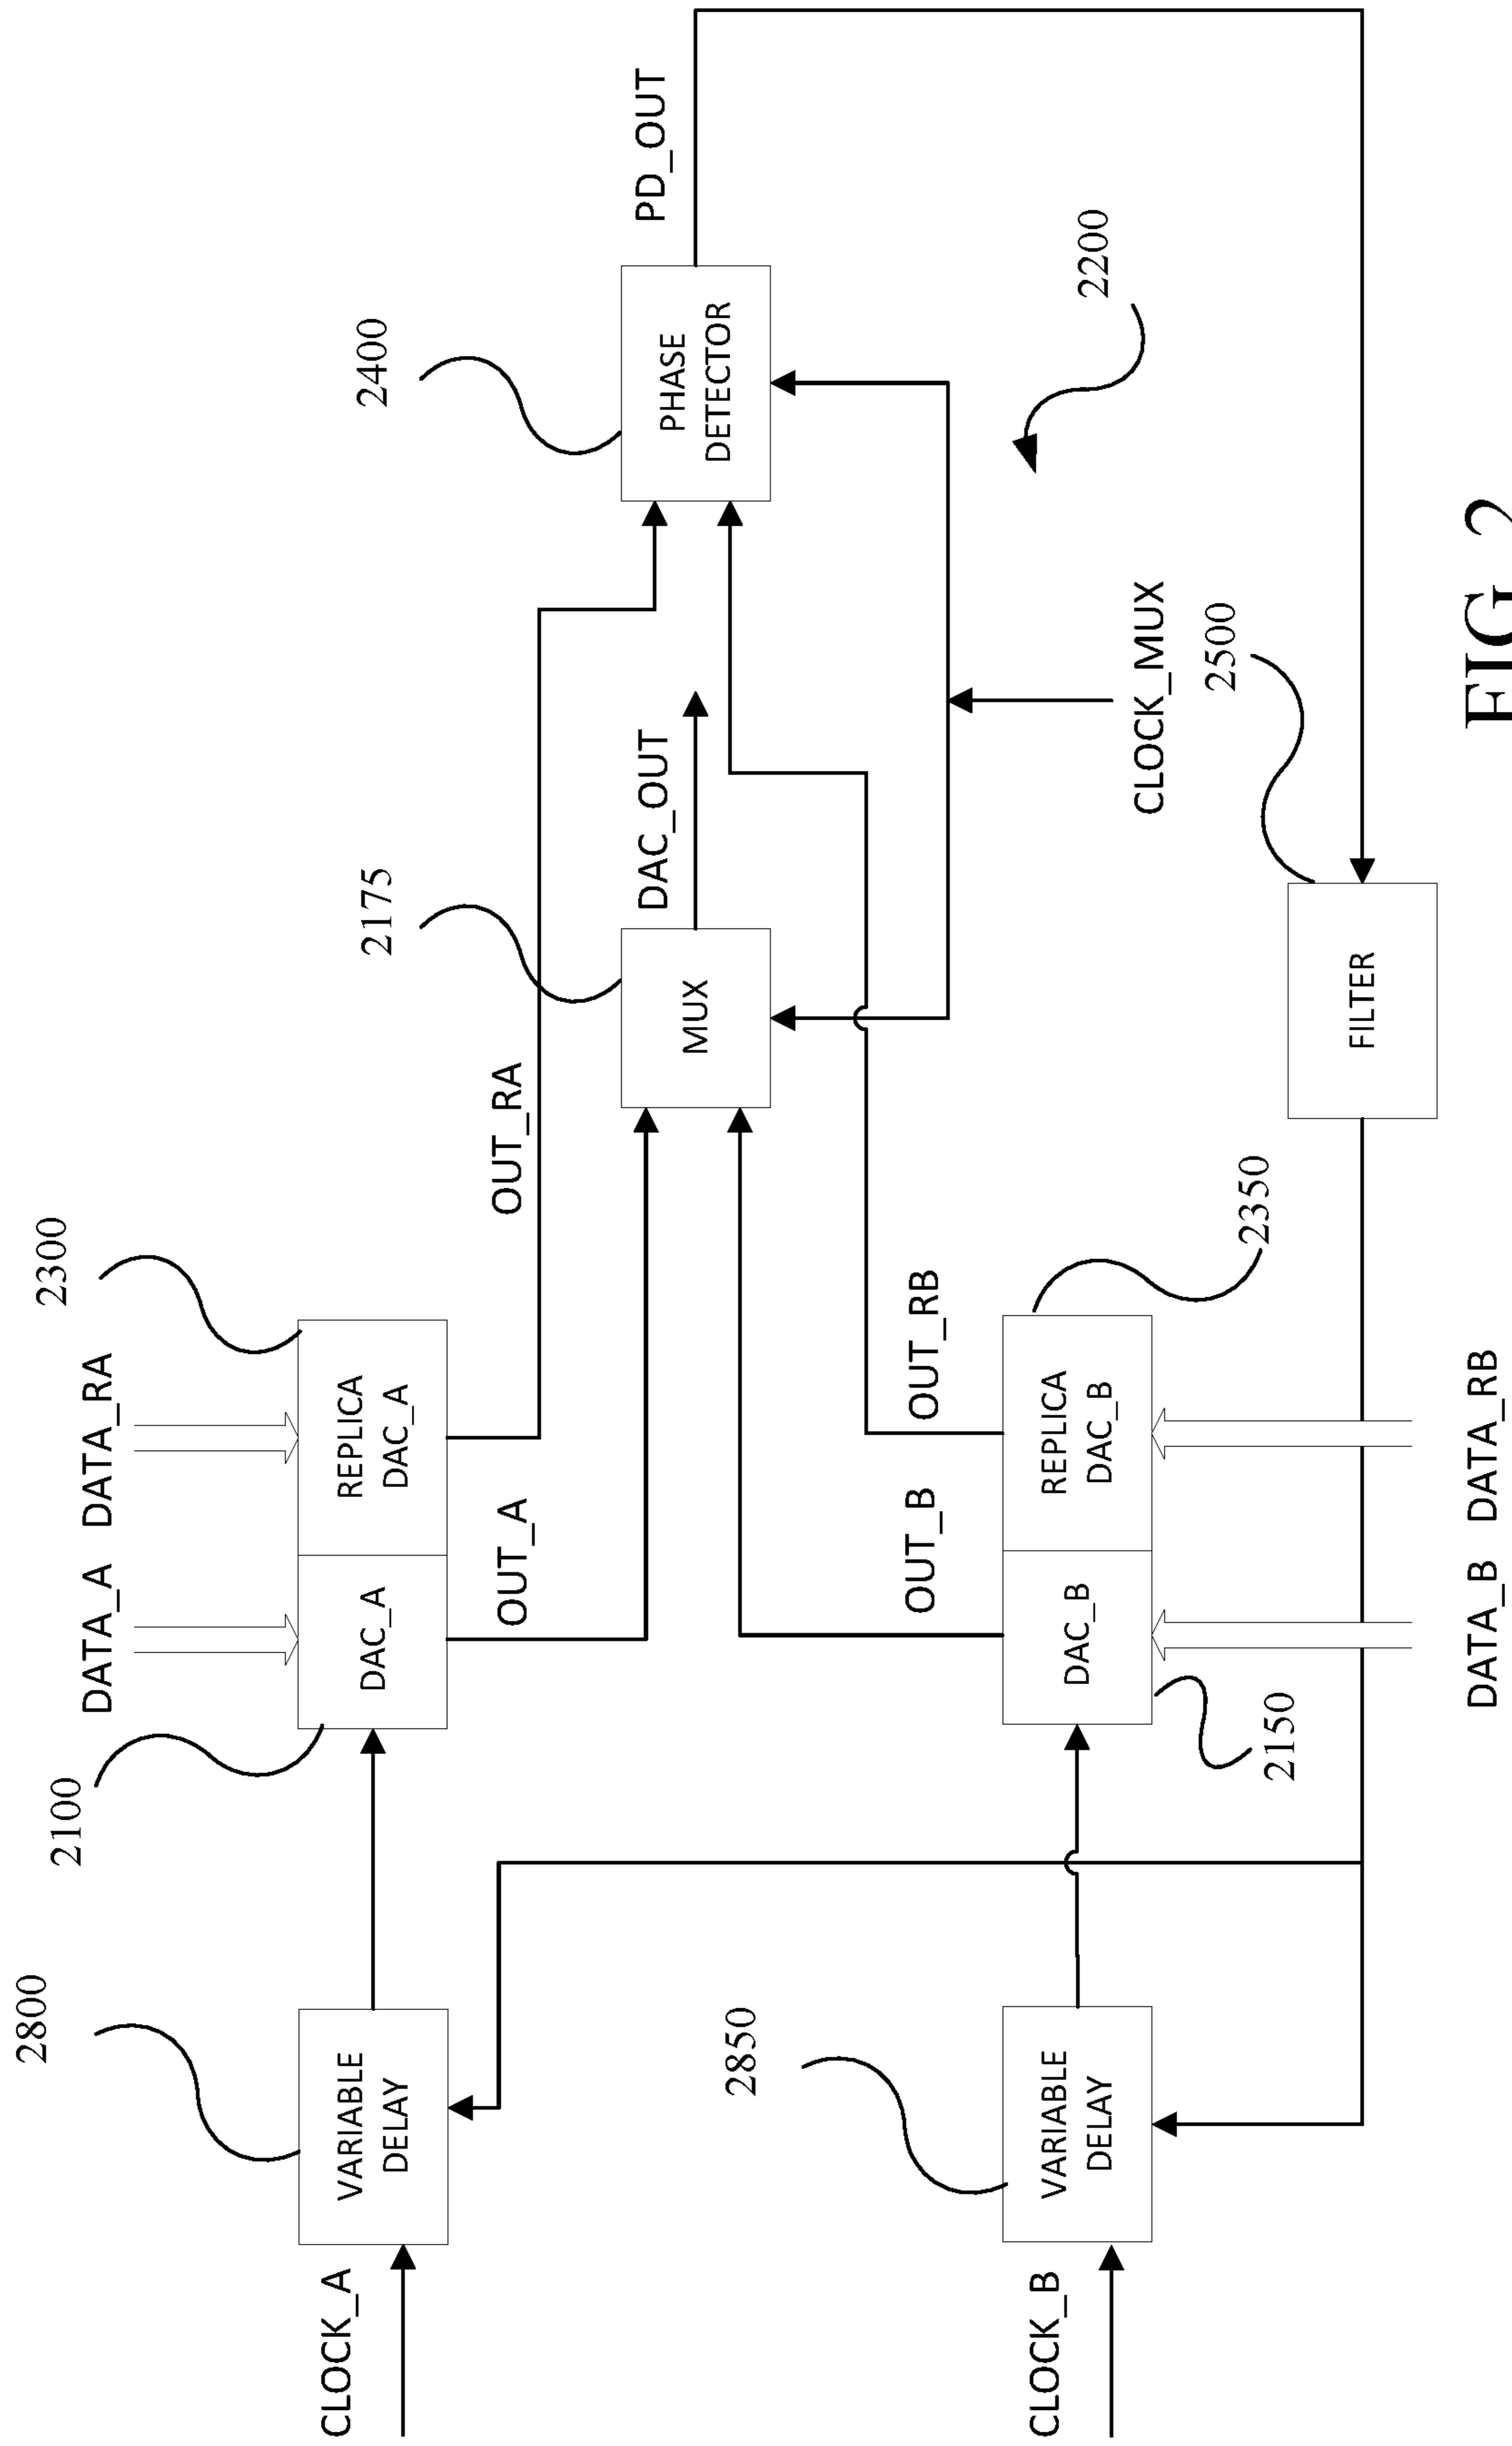 2800
2100
2300
DATA_A
DATA_RA
CLOCK_A
VARIABLE
DELAY
DAC_A
REPLICA
DAC_A
2175
2400
OUT_A
OUT_RA
DAC_OUT
PD_OUT
MUX
PHASE
DETECTOR
2850
OUT_B
OUT_RB
CLOCK_B
VARIABLE
DELAY
DAC_B
REPLICA
DAC_B
CLOCK_MUX
2200
2150
2350
2500
FILTER
DATA_B
DATA_RB
FIG. 2